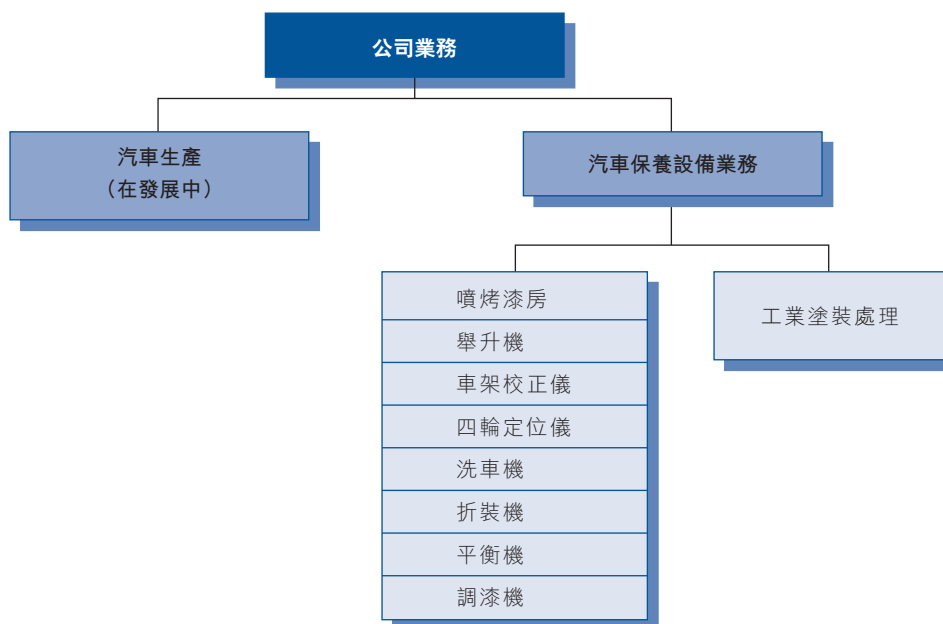 公司業務
汽車生產
（在發展中）
汽車保養設備業務
噴烤漆房
舉升機
車架校正儀
四輪定位儀
洗車機
折裝機
平衡機
調漆機
工業塗裝處理